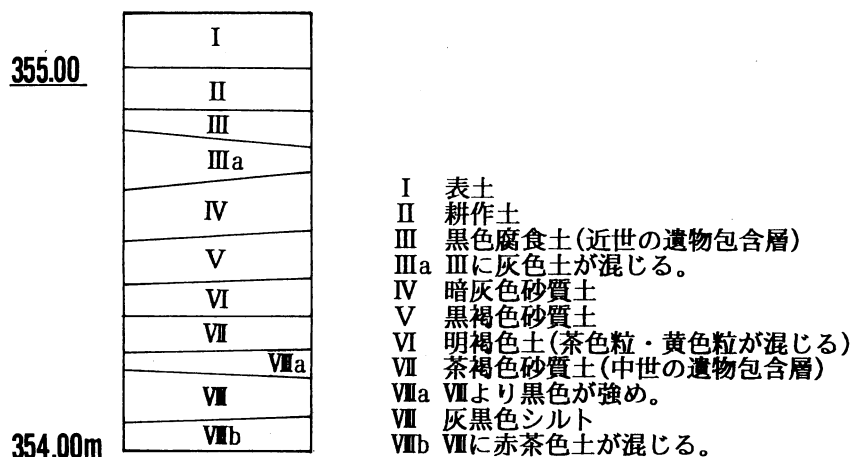 355.00
Ⅰ
Ⅱ
Ⅲ
Ⅲa
Ⅳ
Ⅴ
Ⅵ
Ⅶ
Ⅷa
Ⅷ
Ⅷb
354.00m
Ⅰ 表土
Ⅱ 耕作土
Ⅲ 黒色腐食土(近世の遺物包含層)
Ⅲa Ⅲに灰色土が混じる。
Ⅳ 暗灰色砂質土
Ⅴ 黒褐色砂質土
Ⅵ 明褐色土(茶色粒・黄色粒が混じる)
Ⅶ 茶褐色砂質土(中世の遺物包含層)
Ⅷa Ⅷより黒色が強め。
Ⅷ 灰黒色シルト
Ⅷb Ⅷに赤茶色土が混じる。